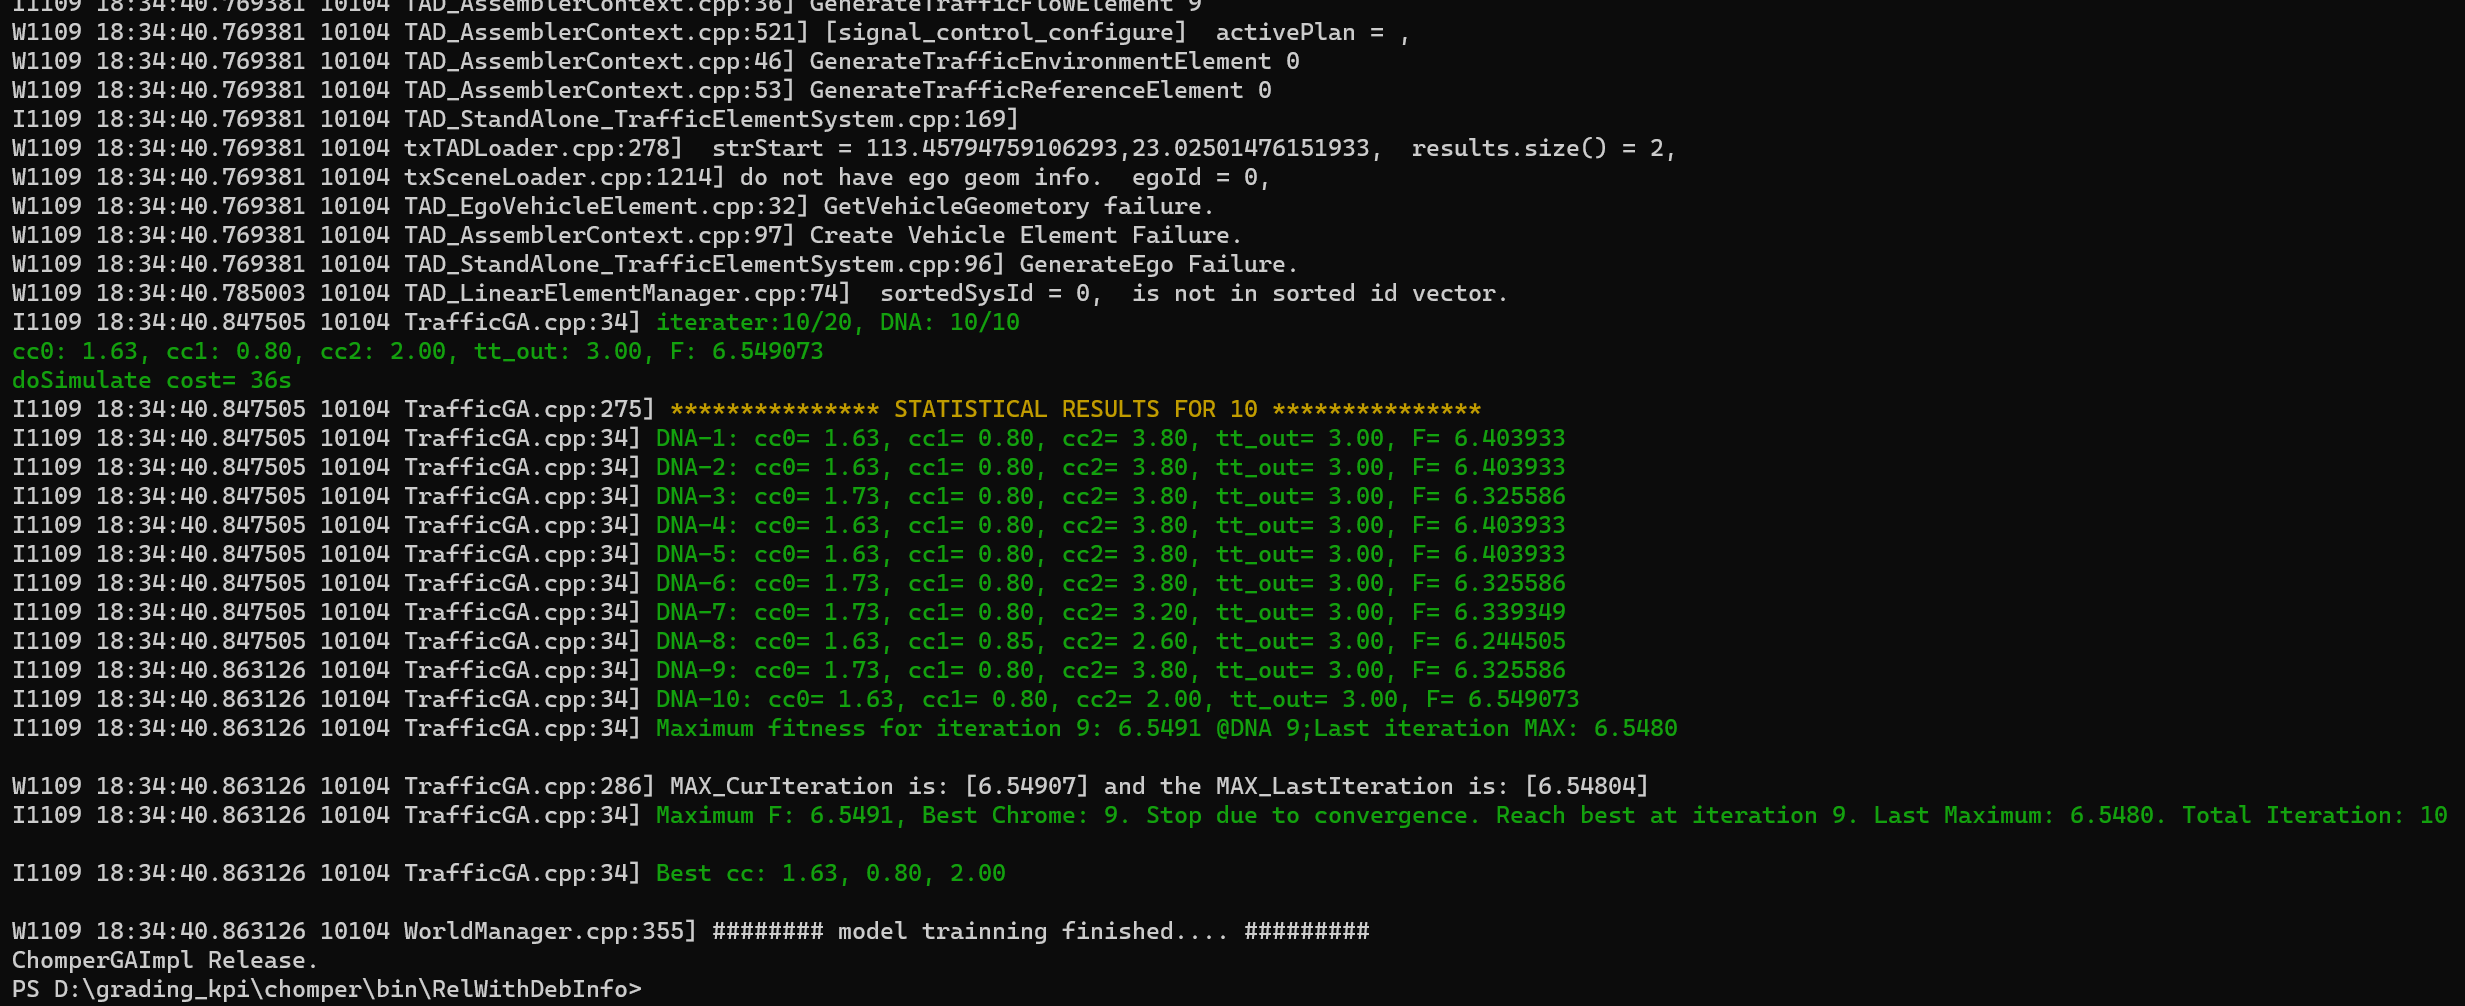 I1109 18:34:40.769381 10104 TAD_AssemblerContext.cpp:36] GenerateTrafficFlowElement 9
W1109 18:34:40.769381 10104 TAD_AssemblerContext.cpp:521] [signal_control_configure]  activePlan = ,
W1109 18:34:40.769381 10104 TAD_AssemblerContext.cpp:46] GenerateTrafficEnvironmentElement 0
W1109 18:34:40.769381 10104 TAD_AssemblerContext.cpp:53] GenerateTrafficReferenceElement 0
I1109 18:34:40.769381 10104 TAD_StandAlone_TrafficElementSystem.cpp:169]
W1109 18:34:40.769381 10104 txTADLoader.cpp:278]  strStart = 113.45794759106293,23.02501476151933,  results.size() = 2,
W1109 18:34:40.769381 10104 txSceneLoader.cpp:1214] do not have ego geom info.  egoId = 0,
W1109 18:34:40.769381 10104 TAD_EgoVehicleElement.cpp:32] GetVehicleGeometory failure.
W1109 18:34:40.769381 10104 TAD_AssemblerContext.cpp:97] Create Vehicle Element Failure.
W1109 18:34:40.769381 10104 TAD_StandAlone_TrafficElementSystem.cpp:96] GenerateEgo Failure.
W1109 18:34:40.785003 10104 TAD_LinearElementManager.cpp:74]  sortedSysId = 0,  is not in sorted id vector.
I1109 18:34:40.847505 10104 TrafficGA.cpp:34] iterater:10/20, DNA: 10/10
cc0: 1.63, cc1: 0.80, cc2: 2.00, tt_out: 3.00, F: 6.549073
doSimulate cost= 36s
I1109 18:34:40.847505 10104 TrafficGA.cpp:275] *************** STATISTICAL RESULTS FOR 10 ***************
I1109 18:34:40.847505 10104 TrafficGA.cpp:34] DNA-1: cc0= 1.63, cc1= 0.80, cc2= 3.80, tt_out= 3.00, F= 6.403933
I1109 18:34:40.847505 10104 TrafficGA.cpp:34] DNA-2: cc0= 1.63, cc1= 0.80, cc2= 3.80, tt_out= 3.00, F= 6.403933
I1109 18:34:40.847505 10104 TrafficGA.cpp:34] DNA-3: cc0= 1.73, cc1= 0.80, cc2= 3.80, tt_out= 3.00, F= 6.325586
I1109 18:34:40.847505 10104 TrafficGA.cpp:34] DNA-4: cc0= 1.63, cc1= 0.80, cc2= 3.80, tt_out= 3.00, F= 6.403933
I1109 18:34:40.847505 10104 TrafficGA.cpp:34] DNA-5: cc0= 1.63, cc1= 0.80, cc2= 3.80, tt_out= 3.00, F= 6.403933
I1109 18:34:40.847505 10104 TrafficGA.cpp:34] DNA-6: cc0= 1.73, cc1= 0.80, cc2= 3.80, tt_out= 3.00, F= 6.325586
I1109 18:34:40.847505 10104 TrafficGA.cpp:34] DNA-7: cc0= 1.73, cc1= 0.80, cc2= 3.20, tt_out= 3.00, F= 6.339349
I1109 18:34:40.847505 10104 TrafficGA.cpp:34] DNA-8: cc0= 1.63, cc1= 0.85, cc2= 2.60, tt_out= 3.00, F= 6.244505
I1109 18:34:40.863126 10104 TrafficGA.cpp:34] DNA-9: cc0= 1.73, cc1= 0.80, cc2= 3.80, tt_out= 3.00, F= 6.325586
I1109 18:34:40.863126 10104 TrafficGA.cpp:34] DNA-10: cc0= 1.63, cc1= 0.80, cc2= 2.00, tt_out= 3.00, F= 6.549073
I1109 18:34:40.863126 10104 TrafficGA.cpp:34] Maximum fitness for iteration 9: 6.5491 @DNA 9;Last iteration MAX: 6.5480
W1109 18:34:40.863126 10104 TrafficGA.cpp:286] MAX_CurIteration is: [6.54907] and the MAX_LastIteration is: [6.54804]
I1109 18:34:40.863126 10104 TrafficGA.cpp:34] Maximum F: 6.5491, Best Chrome: 9. Stop due to convergence. Reach best at iteration 9. Last Maximum: 6.5480. Total Iteration: 10
I1109 18:34:40.863126 10104 TrafficGA.cpp:34] Best cc: 1.63, 0.80, 2.00
W1109 18:34:40.863126 10104 WorldManager.cpp:355] ######## model trainning finished.... #########
ChomperGAImpl Release.
PS D:\grading_kpi\chomper\bin\RelWithDebInfo>